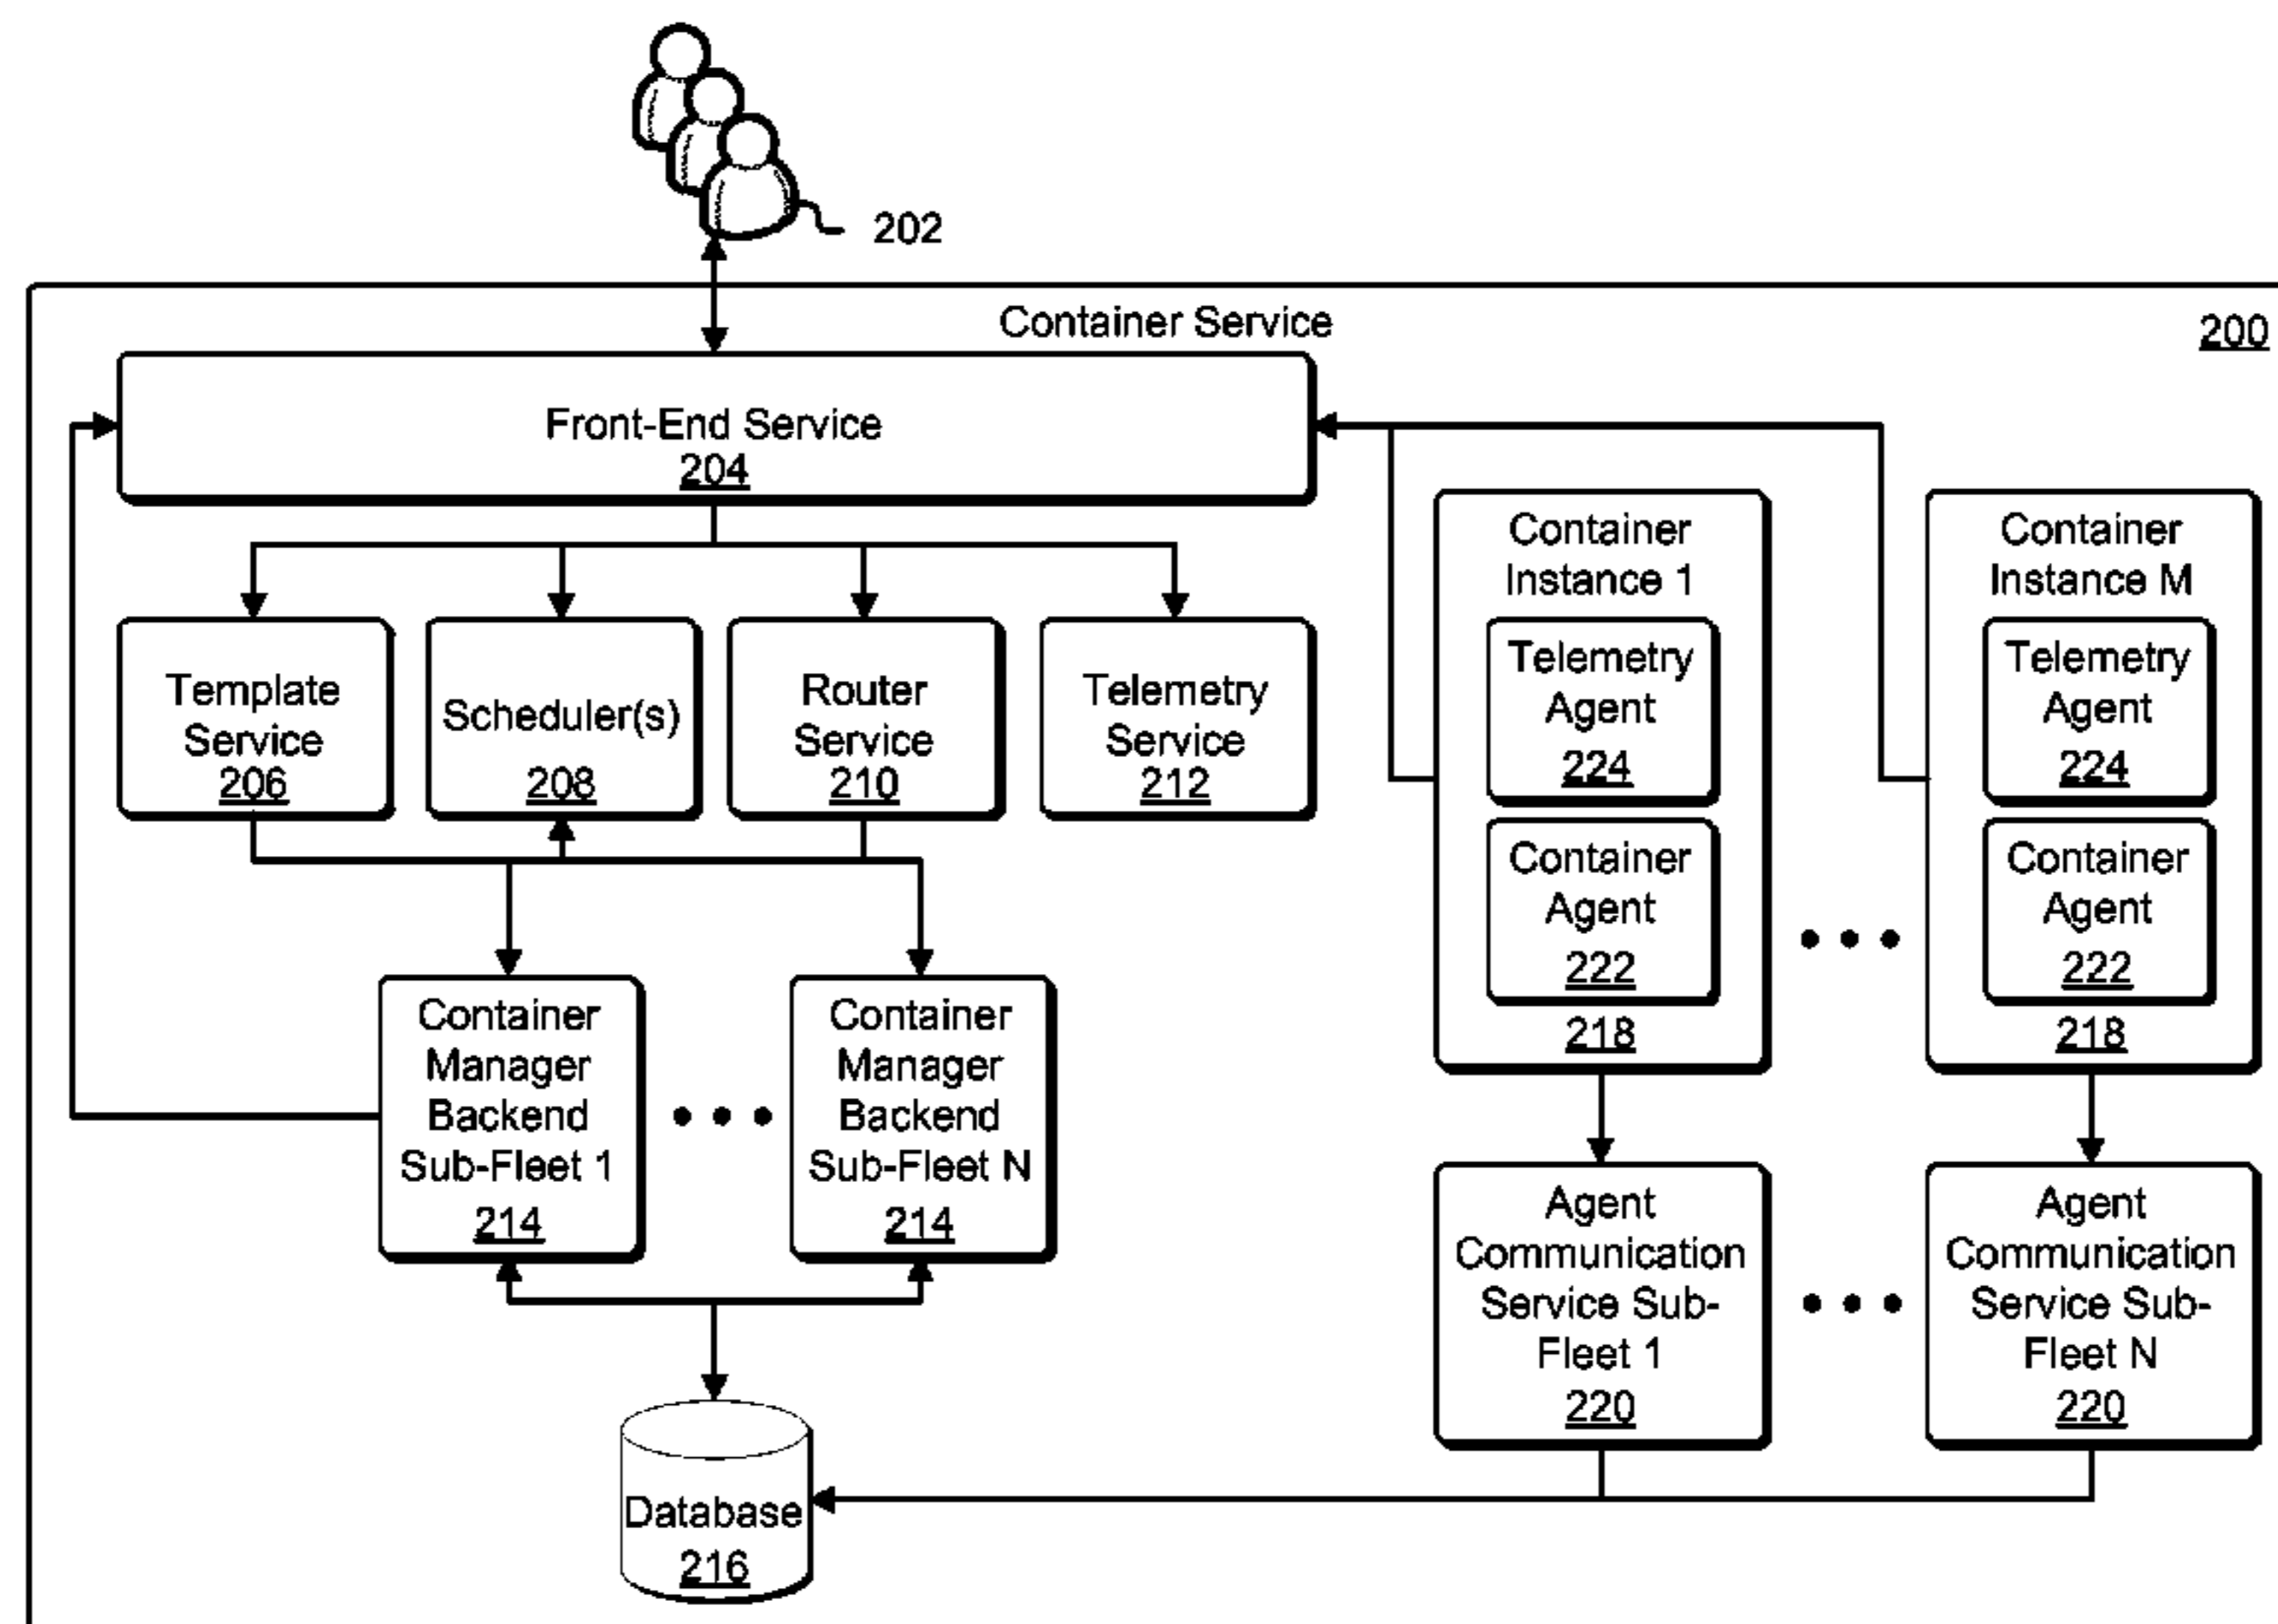 202
Container Service
200
Front-End Service
204
Template
Service
206
Scheduler(s)
208
Router
Service
210
Telemetry
Service
212
Container
Instance 1
Telemetry
Agent
224
Container
Agent
222
218
Container
Instance M
Telemetry
Agent
224
Container
Agent
222
218
Container
Manager
Backend
Sub-Fleet 1
214
Container
Manager
Backend
Sub-Fleet N
214
Agent
Communication
Service Sub-
Fleet 1
220
Agent
Communication
Service Sub-
Fleet N
220
Database
216